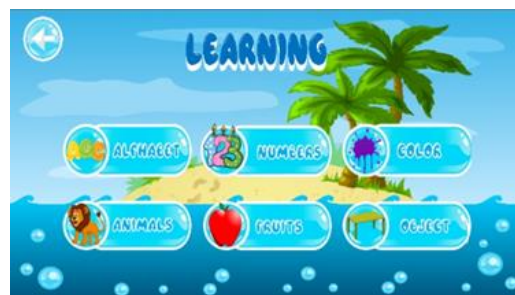 LEARNING
ABC ALPHABET
123 NUMBERS
COLOR
ANIMALS
FRUITS
OBJECT